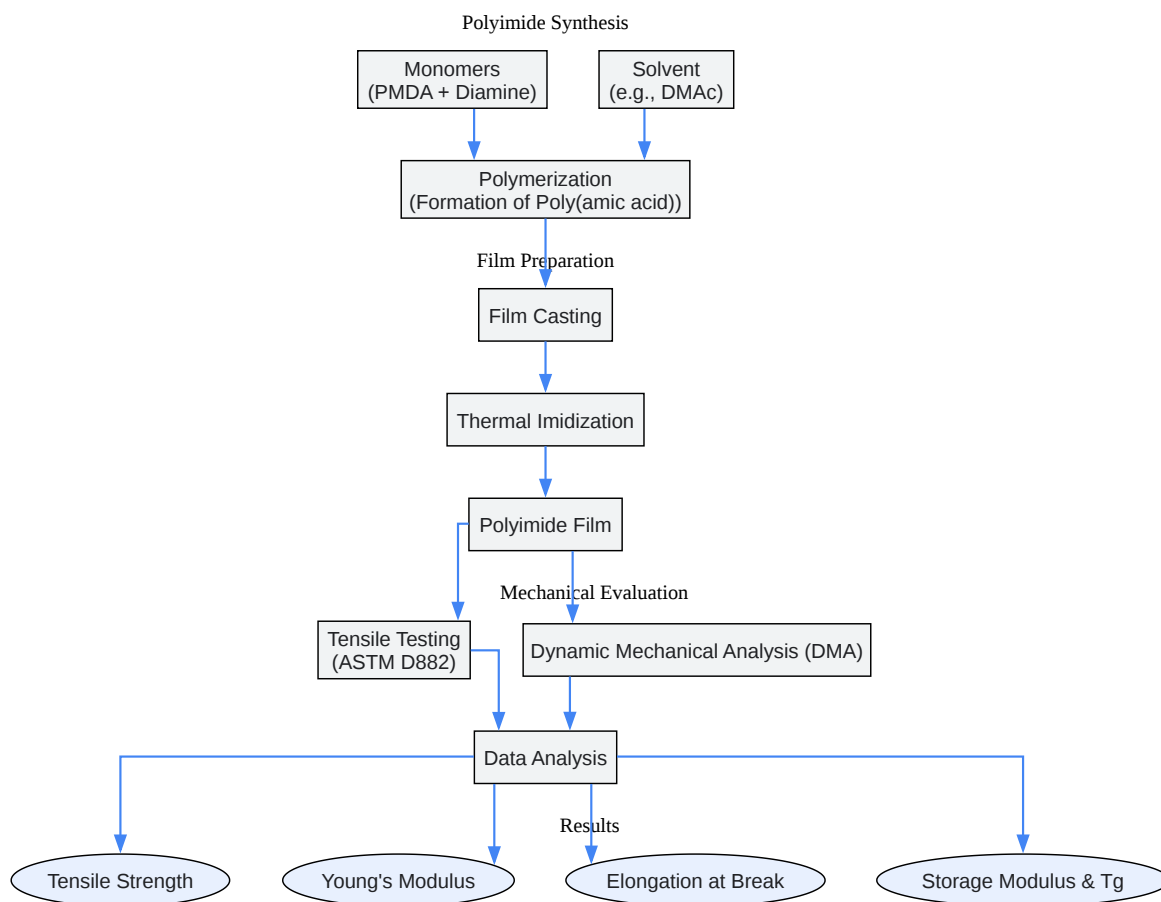 Polyimide Synthesis
Monomers
(PMDA + Diamine)
Solvent
(e.g., DMAc)
Polymerization
(Formation of Poly(amic acid))
Film Preparation
Film Casting
Thermal Imidization
Polyimide Film
Mechanical Evaluation
Tensile Testing
(ASTM D882)
Dynamic Mechanical Analysis (DMA)
Data Analysis
Results
Tensile Strength
Young's Modulus
Elongation at Break
Storage Modulus & Tg